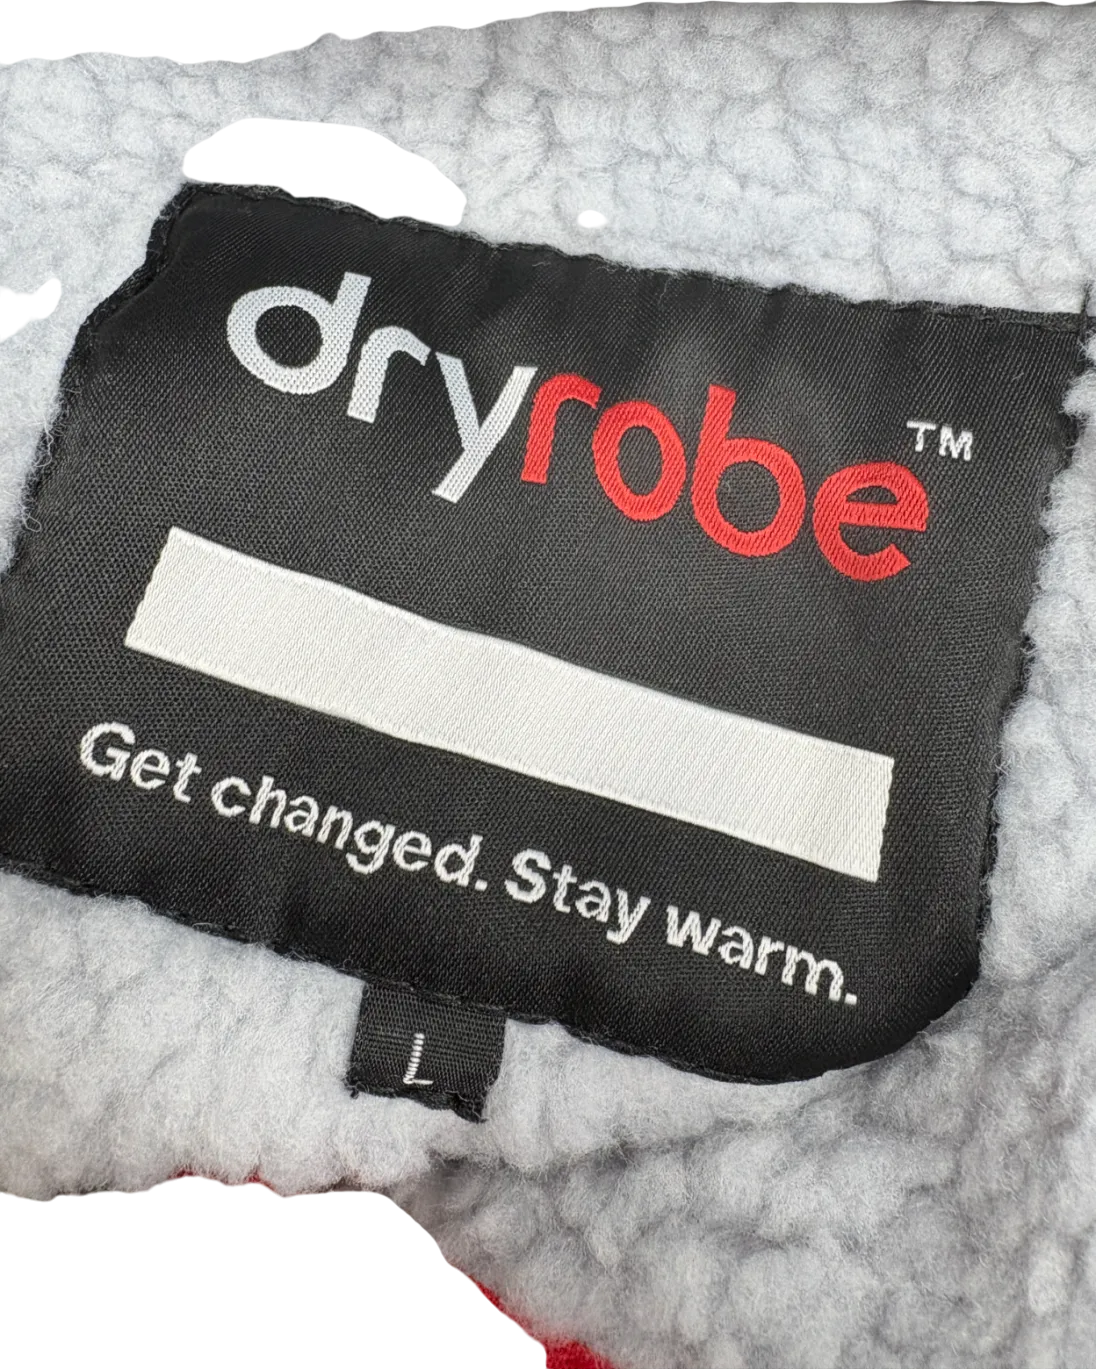 dryrobe™
Get changed. Stay warm.
L